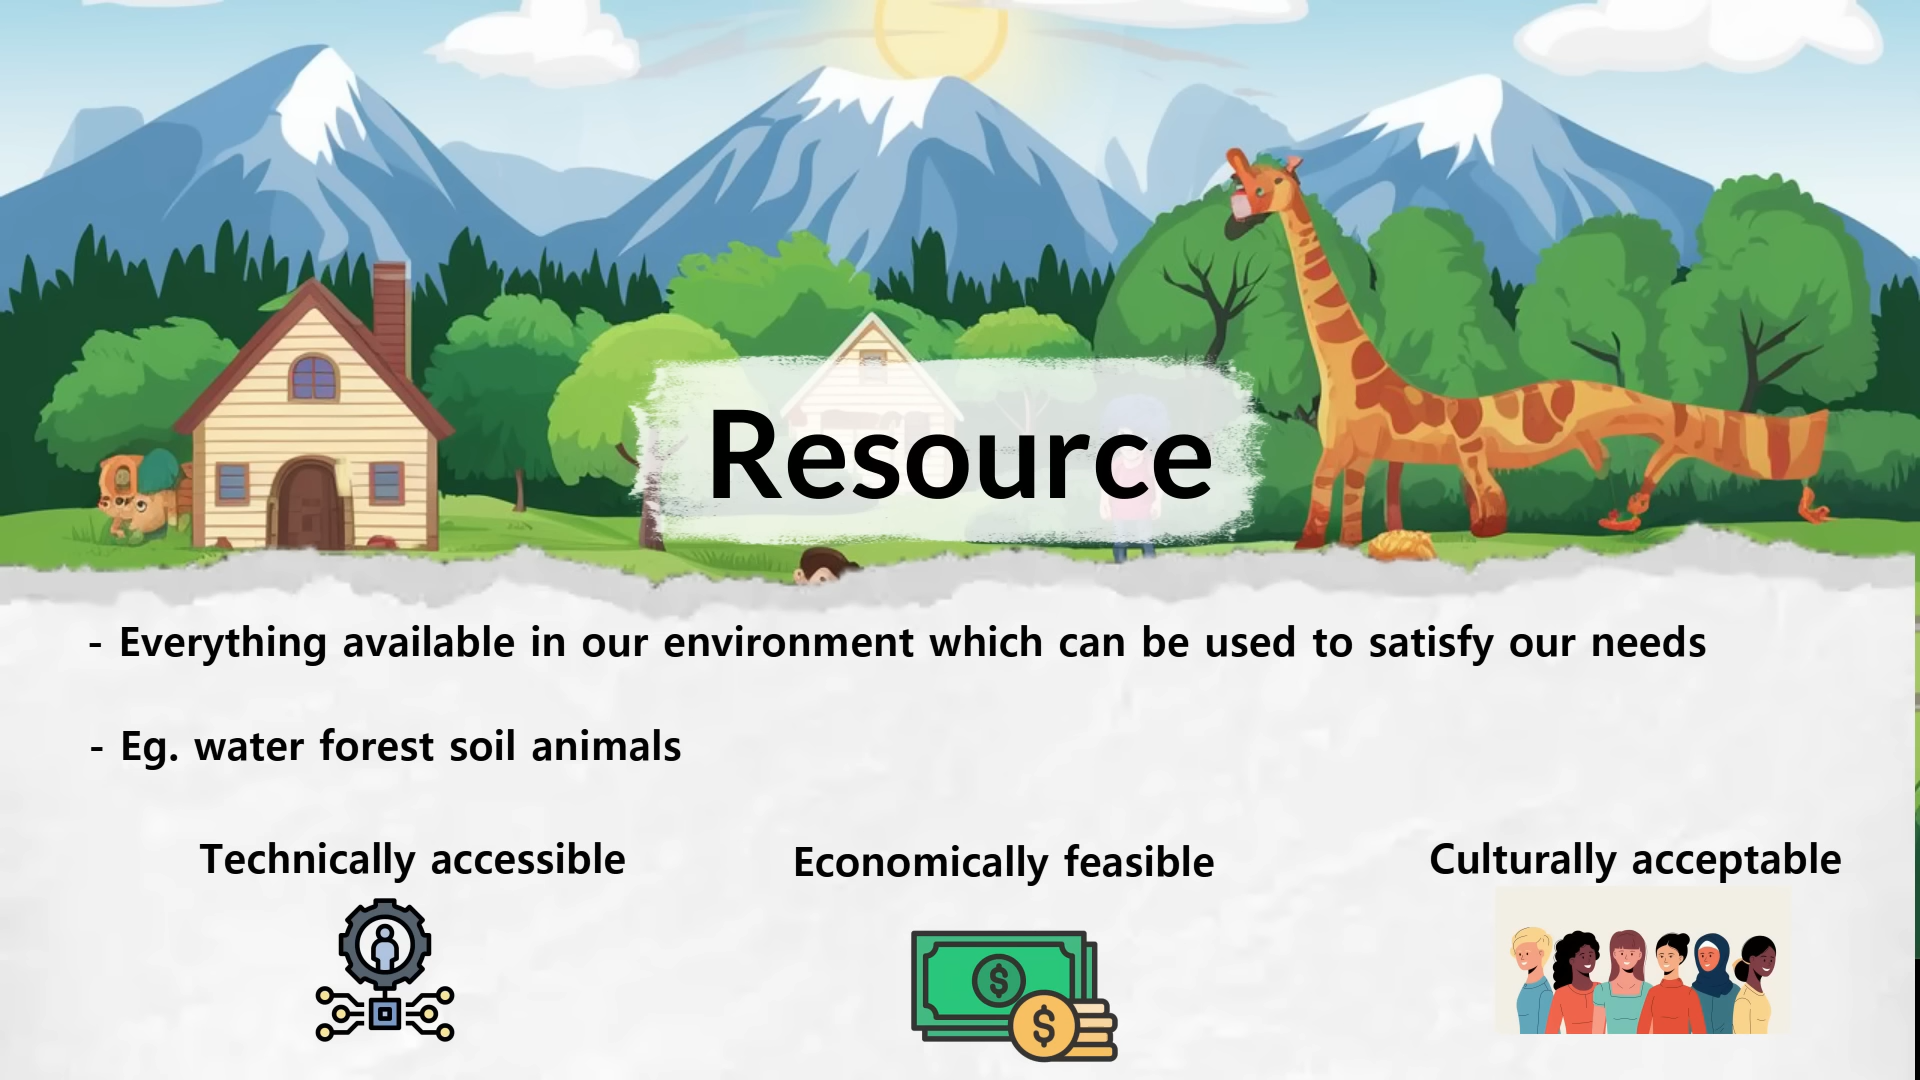 Resource
- Everything available in our environment which can be used to satisfy our needs
- Eg. water forest soil animals
Technically accessible
Economically feasible
Culturally acceptable